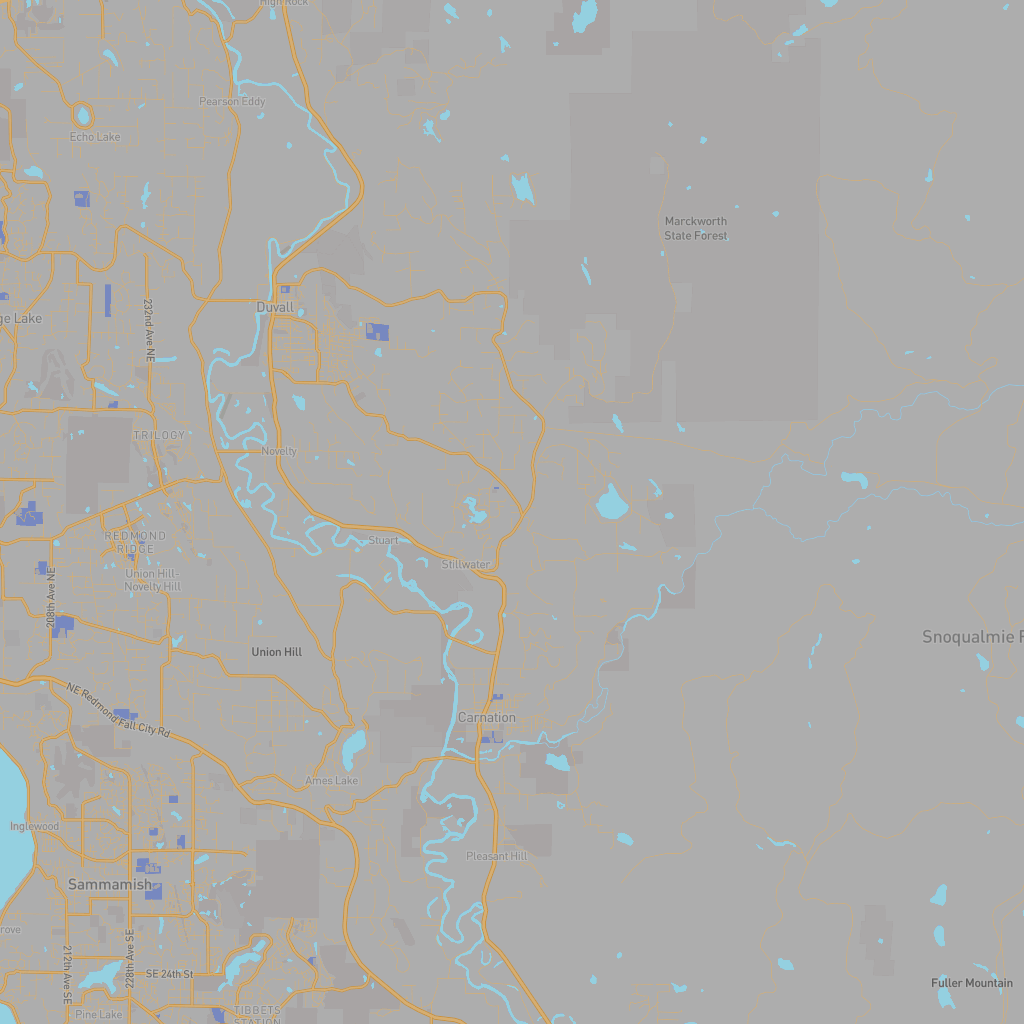 High Rock
Pearson Eddy
Echo Lake
Marckworth
State Forest
Duvall
ge Lake
232nd Ave NE
TRILOGY
Novelty
REDMOND
RIDGE
Stuart
Stillwater
Union Hill-
Novelty Hill
208th Ave NE
Snoqualmie F
Union Hill
NE Redmond Fall City Rd
Carnation
Ames Lake
Inglewood
Pleasant Hill
Sammamish
rove
212th Ave SE
228th Ave SE
SE 24th St
Fuller Mountain
Pine Lake
TIBBETS
STATION